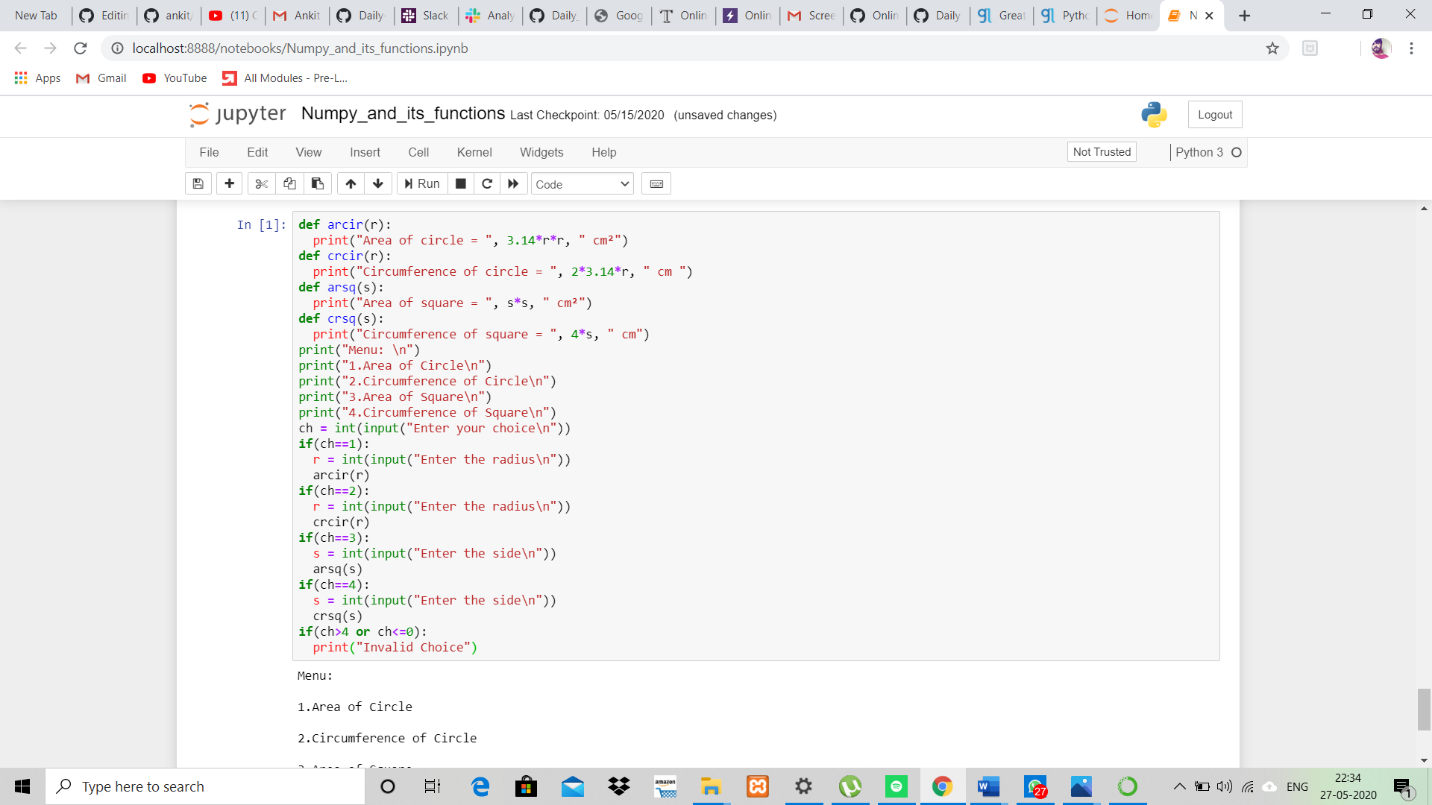 New Tab Editin ankit, (11) C Ankit Daily- Slack Analy Daily_ Goog Onlin Onlin Scree Onlin Daily Great Pytho Hom N
localhost:8888/notebooks/Numpy_and_its_functions.ipynb
Apps Gmail YouTube All Modules - Pre-L...
jupyter Numpy_and_its_functions Last Checkpoint: 05/15/2020 (unsaved changes) Logout
File Edit View Insert Cell Kernel Widgets Help Not Trusted Python 3
Run Code
In [1]: def arcir(r):
  print("Area of circle = ", 3.14*r*r, " cm²")
def crcir(r):
  print("Circumference of circle = ", 2*3.14*r, " cm ")
def arsq(s):
  print("Area of square = ", s*s, " cm²")
def crsq(s):
  print("Circumference of square = ", 4*s, " cm")
print("Menu: \n")
print("1.Area of Circle\n")
print("2.Circumference of Circle\n")
print("3.Area of Square\n")
print("4.Circumference of Square\n")
ch = int(input("Enter your choice\n"))
if(ch==1):
  r = int(input("Enter the radius\n"))
  arcir(r)
if(ch==2):
  r = int(input("Enter the radius\n"))
  crcir(r)
if(ch==3):
  s = int(input("Enter the side\n"))
  arsq(s)
if(ch==4):
  s = int(input("Enter the side\n"))
  crsq(s)
if(ch>4 or ch<=0):
  print("Invalid Choice")
Menu:
1.Area of Circle
2.Circumference of Circle
3.Area of Square
Type here to search amazon 27 ENG 22:34 1
27-05-2020